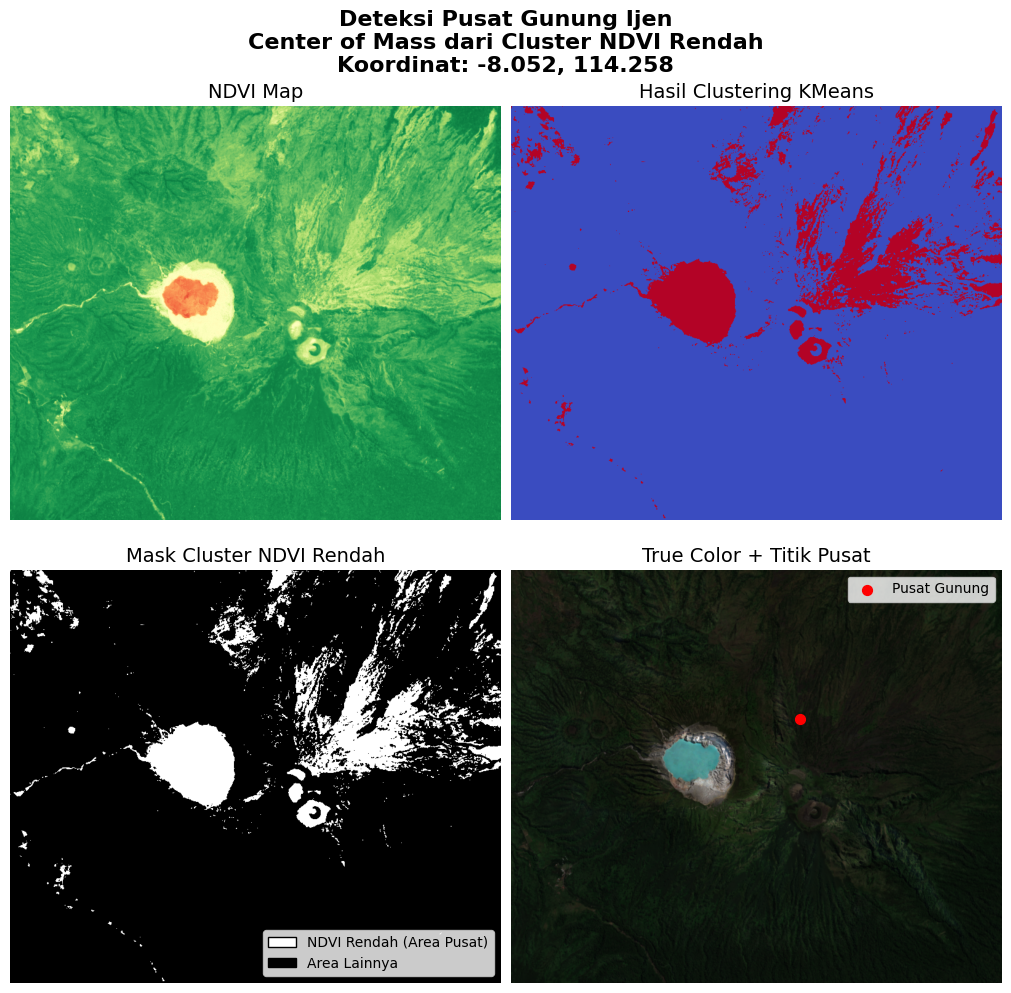 Deteksi Pusat Gunung Ijen
Center of Mass dari Cluster NDVI Rendah
Koordinat: -8.052, 114.258
NDVI Map
Hasil Clustering KMeans
Mask Cluster NDVI Rendah
NDVI Rendah (Area Pusat)
Area Lainnya
True Color + Titik Pusat
Pusat Gunung